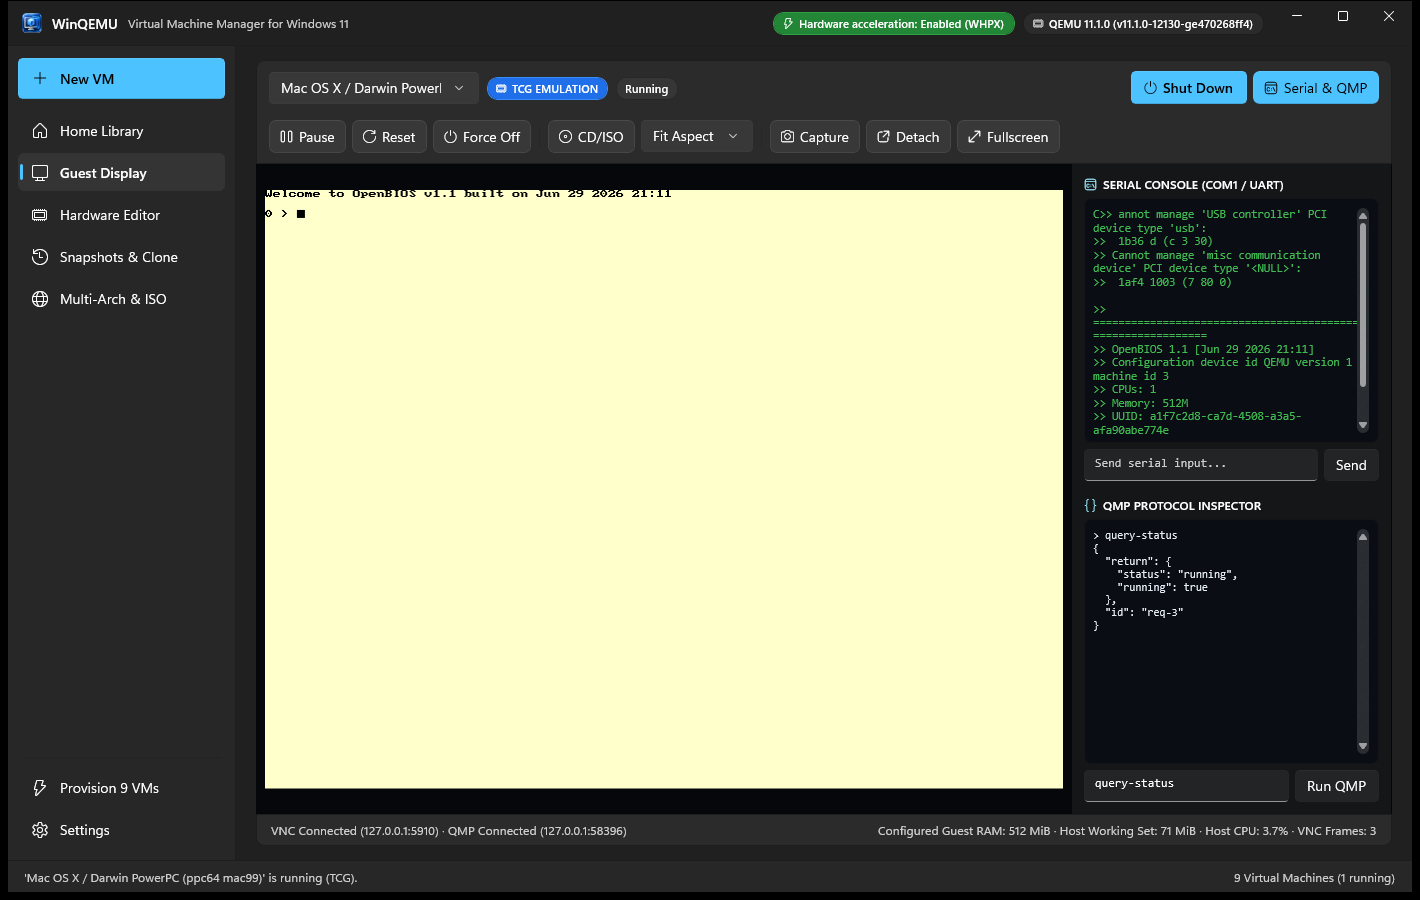 WinQEMU Virtual Machine Manager for Windows 11
Hardware acceleration: Enabled (WHPX)
QEMU 11.1.0 (v11.1.0-12130-ge470268ff4)
New VM
Home Library
Guest Display
Hardware Editor
Snapshots & Clone
Multi-Arch & ISO
Provision 9 VMs
Settings
Mac OS X / Darwin PowerI
TCG EMULATION
Running
Shut Down
Serial & QMP
Pause
Reset
Force Off
CD/ISO
Fit Aspect
Capture
Detach
Fullscreen
Welcome to OpenBIOS v1.1 built on Jun 29 2026 21:11
0 >
SERIAL CONSOLE (COM1 / UART)
C>> annot manage 'USB controller' PCI
device type 'usb':
>>  1b36 d (c 3 30)
>> Cannot manage 'misc communication
device' PCI device type '<NULL>':
>>  1af4 1003 (7 80 0)
>>
==========================================
==================
>> OpenBIOS 1.1 [Jun 29 2026 21:11]
>> Configuration device id QEMU version 1
machine id 3
>> CPUs: 1
>> Memory: 512M
>> UUID: a1f7c2d8-ca7d-4508-a3a5-
afa90abe774e
Send serial input...
Send
{} QMP PROTOCOL INSPECTOR
> query-status
{
  "return": {
    "status": "running",
    "running": true
  },
  "id": "req-3"
}
query-status
Run QMP
VNC Connected (127.0.0.1:5910) · QMP Connected (127.0.0.1:58396)
Configured Guest RAM: 512 MiB · Host Working Set: 71 MiB · Host CPU: 3.7% · VNC Frames: 3
'Mac OS X / Darwin PowerPC (ppc64 mac99)' is running (TCG).
9 Virtual Machines (1 running)